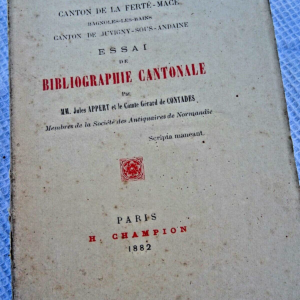 CANTON DE LA FERTÉ-MACÉ,
BAGNOLES-LES-BAINS
CANTON DE JUVIGNY-SOUS-ANDAINE
ESSAI
DE
BIBLIOGRAPHIE CANTONALE
Par
MM. Jules APPERT et le Comte Gérard de CONTADES
Membres de la Société des Antiquaires de Normandie
Scripta maneant.
PARIS
H. CHAMPION
1882